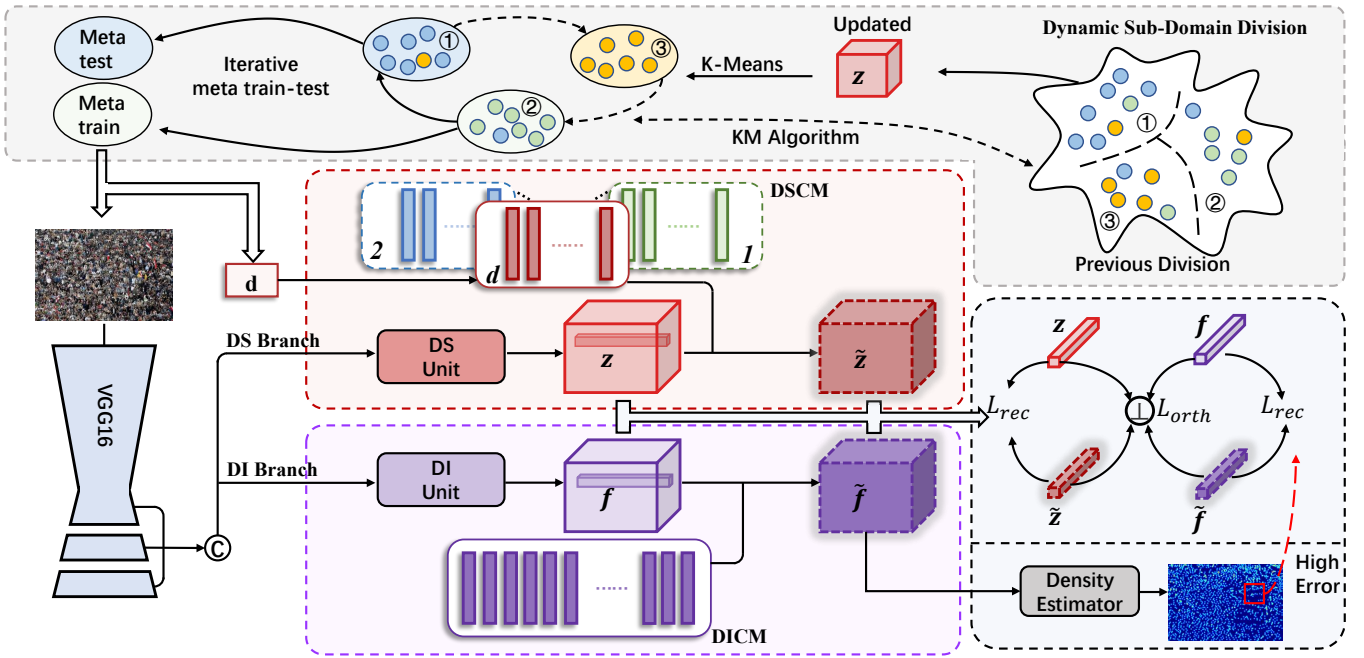 Meta
test
Iterative
meta train-test
Meta
train
①
③
②
K-Means
Updated
z
KM Algorithm
Dynamic Sub-Domain Division
①
②
③
Previous Division
d
2
d
1
......
......
......
DSCM
DS Branch
DS
Unit
z
z̃
VGG16
C
DI Branch
DI
Unit
f
f̃
......
DICM
z
f
L_rec
⊥
L_orth
L_rec
z̃
f̃
Density
Estimator
High
Error